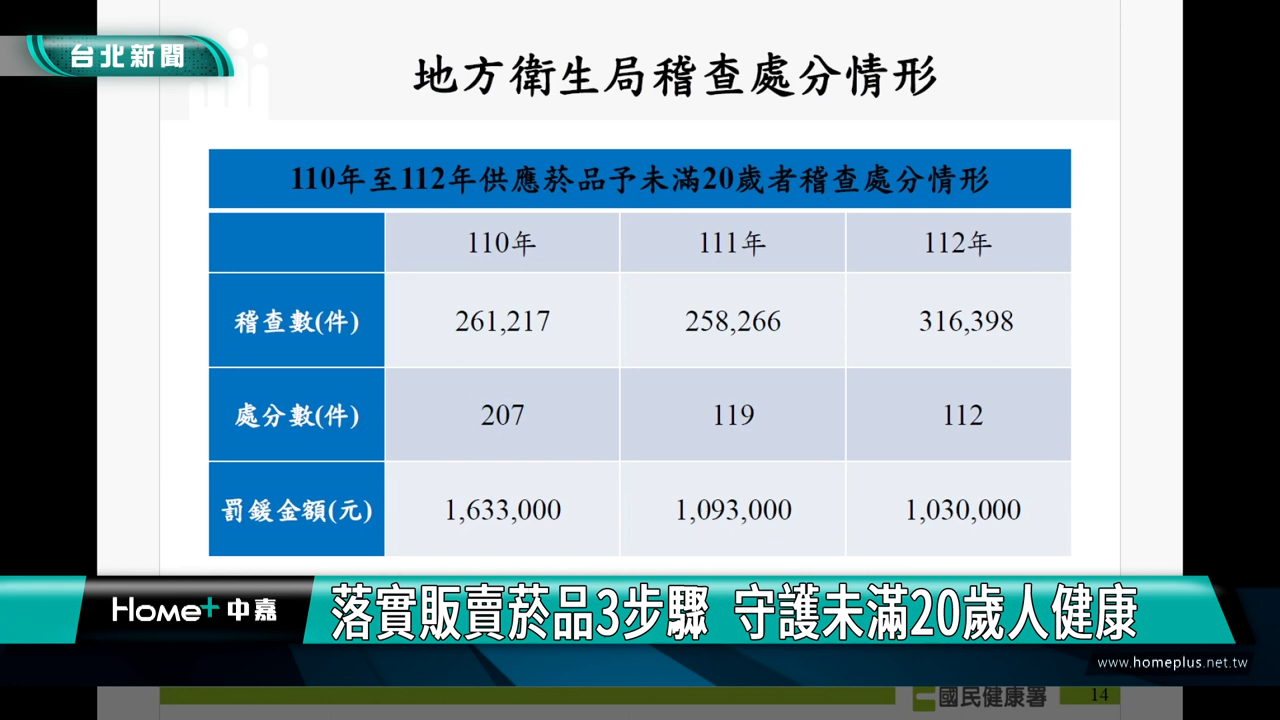 台北新聞
地方衛生局稽查處分情形
110年至112年供應菸品予未滿20歲者稽查處分情形
110年 111年 112年
稽查數(件) 261,217 258,266 316,398
處分數(件) 207 119 112
罰鍰金額(元) 1,633,000 1,093,000 1,030,000
Home+中嘉 落實販賣菸品3步驟 守護未滿20歲人健康
www.homeplus.net.tw
國民健康署 14